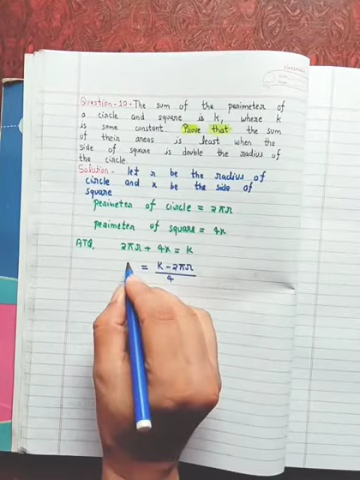 Question-10- The sum of the perimeter of
a circle and square is k, where k
is some constant. Prove that the sum
of their areas is least when the
side of square is double the radius of
the circle.
Solution- let r be the radius of
circle and x be the side of
square
perimeter of circle = 2πr
perimeter of square = 4x
ATQ, 2πr + 4x = k
= k - 2πr / 4